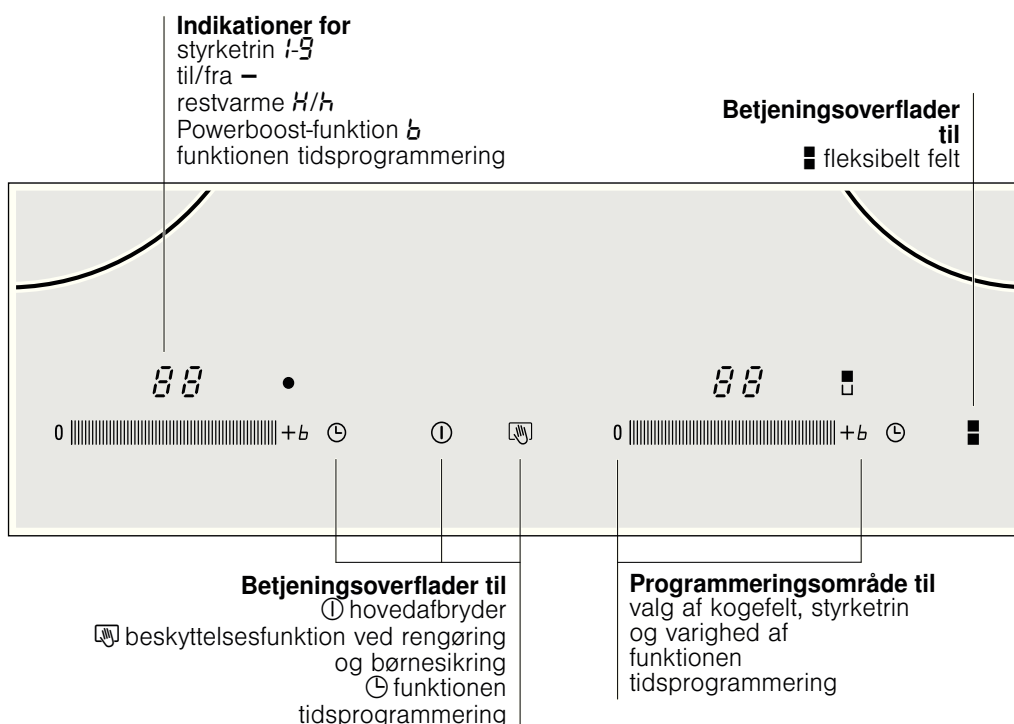 Indikationer for
styrketrin 1-9
til/fra –
restvarme H/h
Powerboost-funktion b
funktionen tidsprogrammering
Betjeningsoverflader
til
fleksibelt felt
88
88
0 +b
0 +b
Betjeningsoverflader til
hovedafbryder
beskyttelsesfunktion ved rengøring
og børnesikring
funktionen
tidsprogrammering
Programmeringsområde til
valg af kogefelt, styrketrin
og varighed af
funktionen
tidsprogrammering